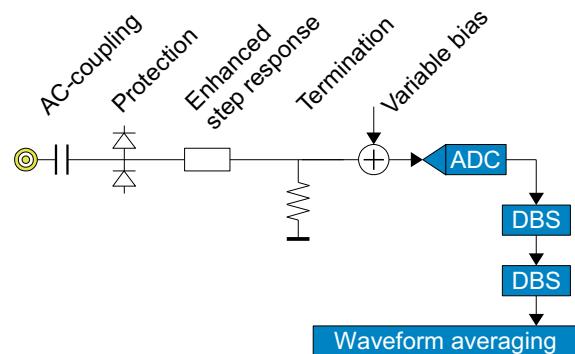 AC-coupling
Protection
Enhanced
step response
Termination
Variable bias
ADC
DBS
DBS
Waveform averaging